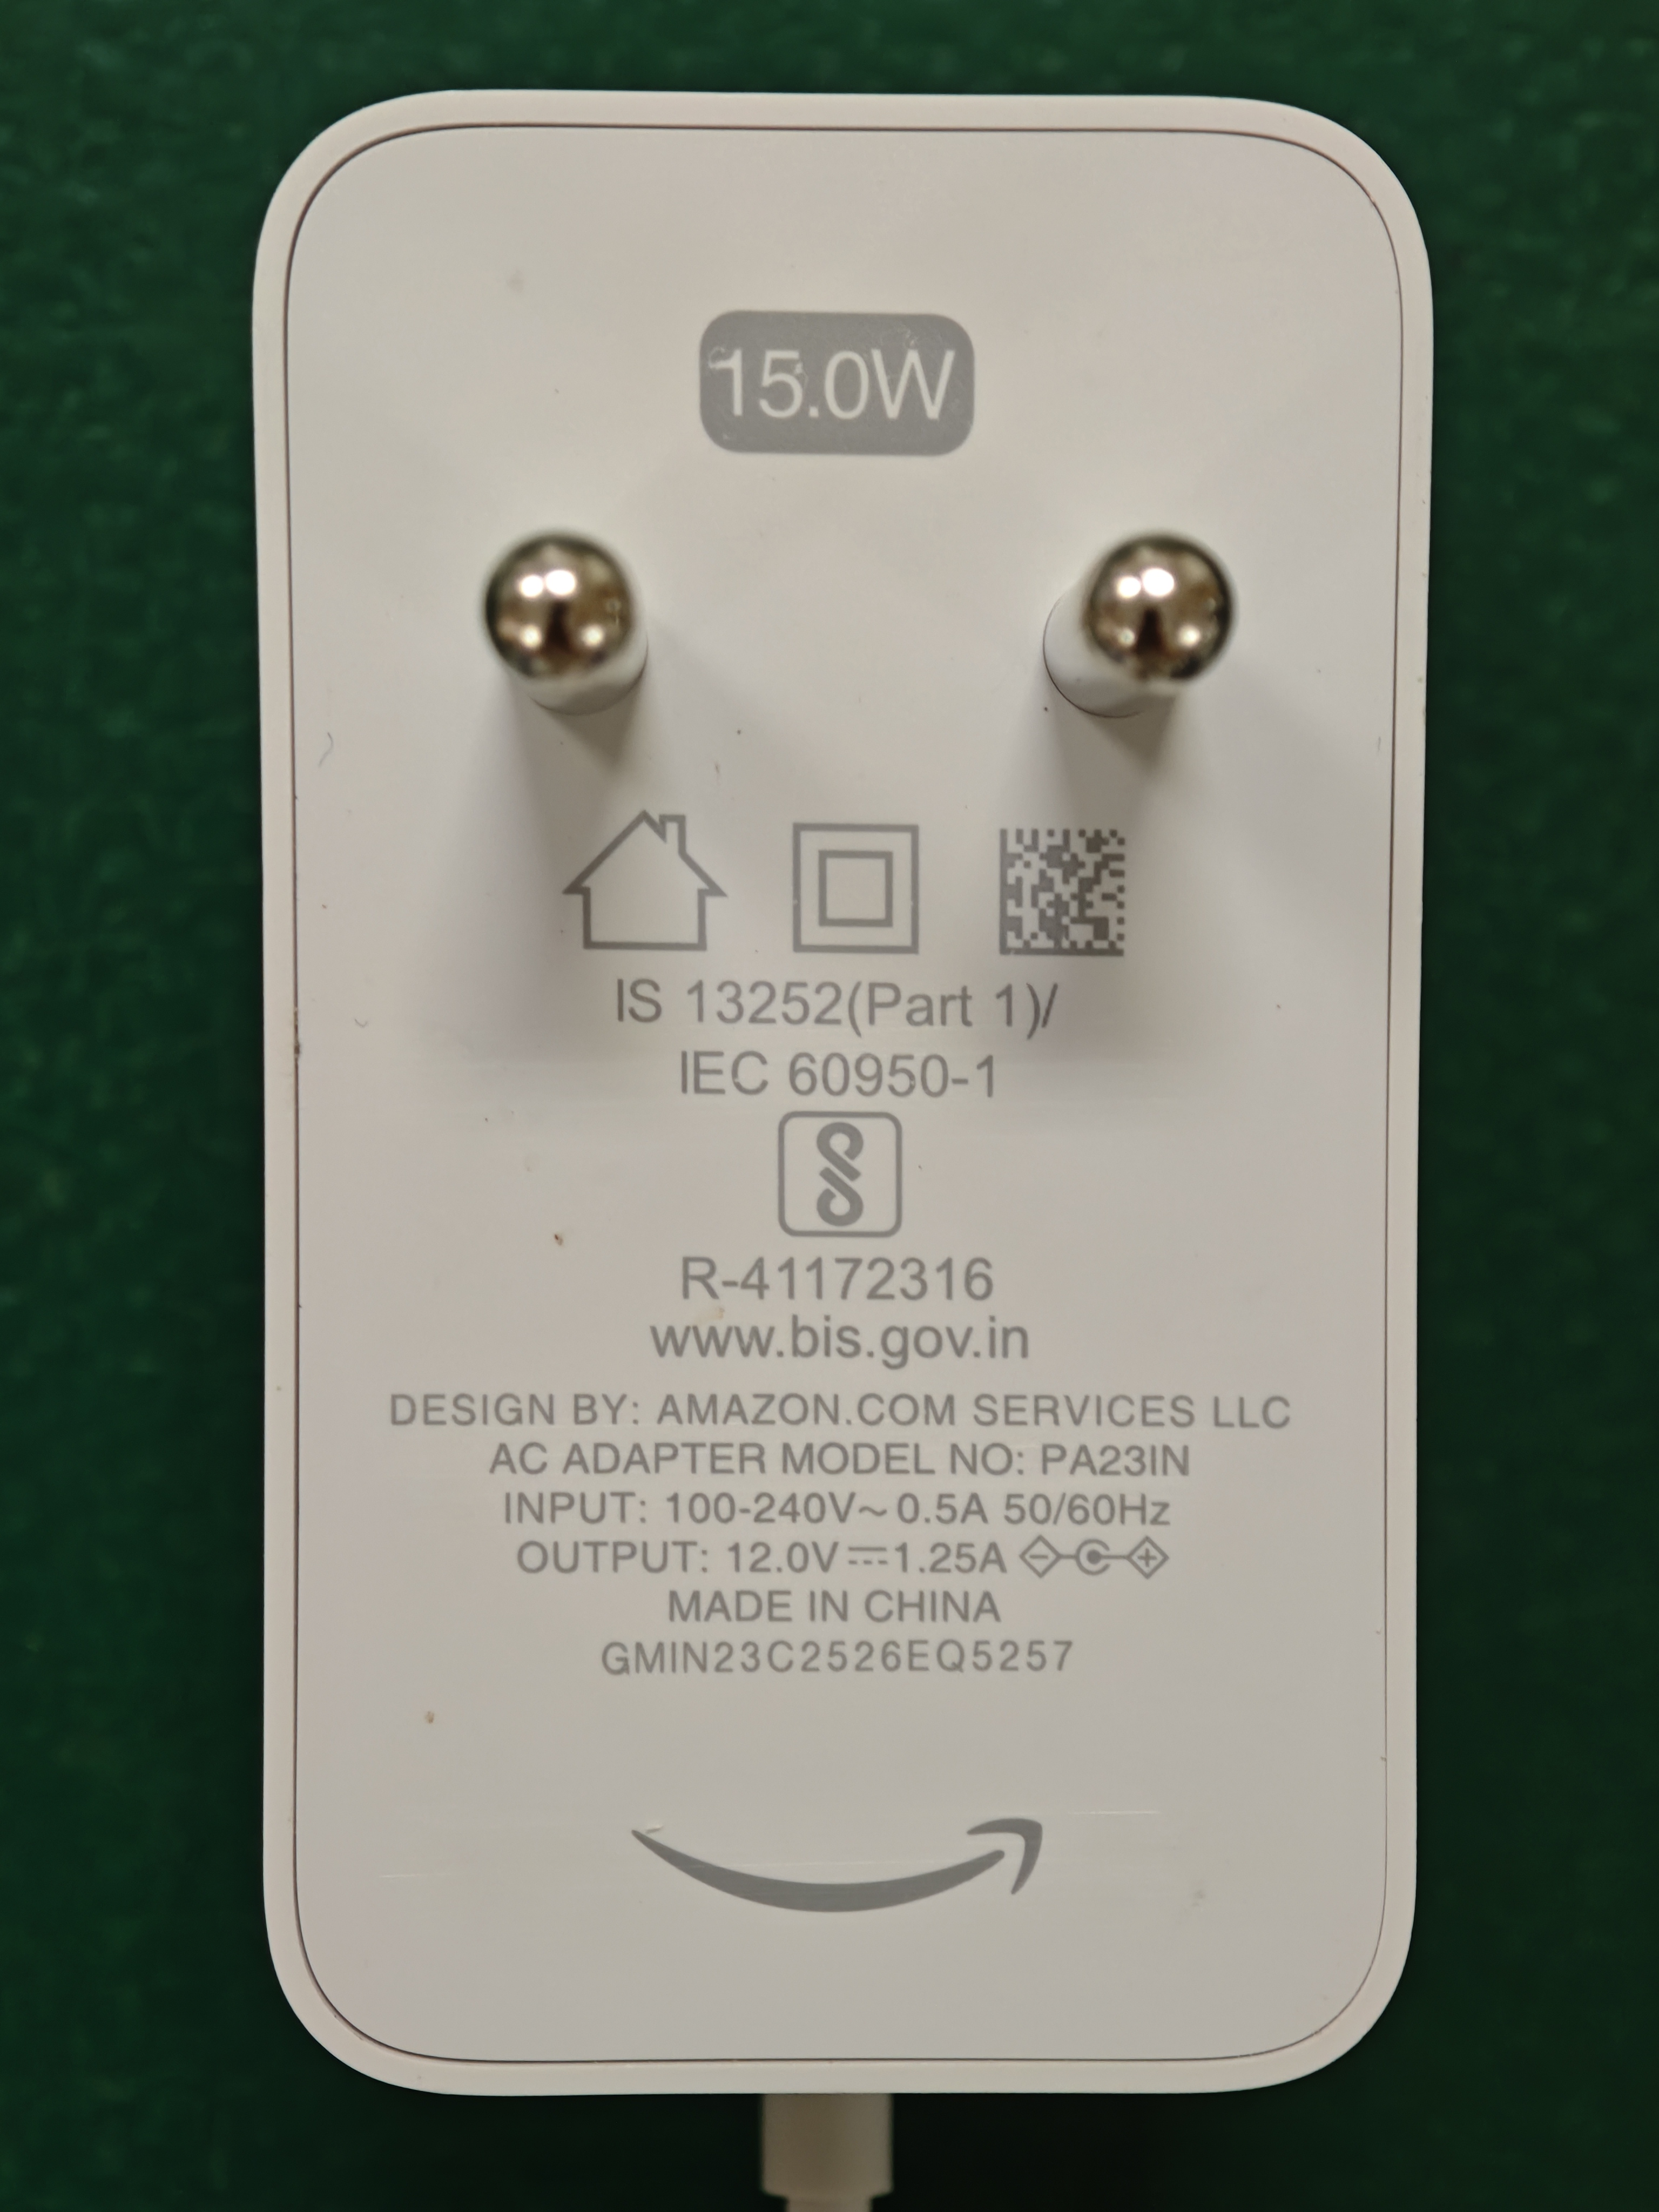 15.0W
IS 13252(Part 1)/
IEC 60950-1
R-41172316
www.bis.gov.in
DESIGN BY: AMAZON.COM SERVICES LLC
AC ADAPTER MODEL NO: PA23IN
INPUT: 100-240V~ 0.5A 50/60Hz
OUTPUT: 12.0V⎓1.25A
MADE IN CHINA
GMIN23C2526EQ5257